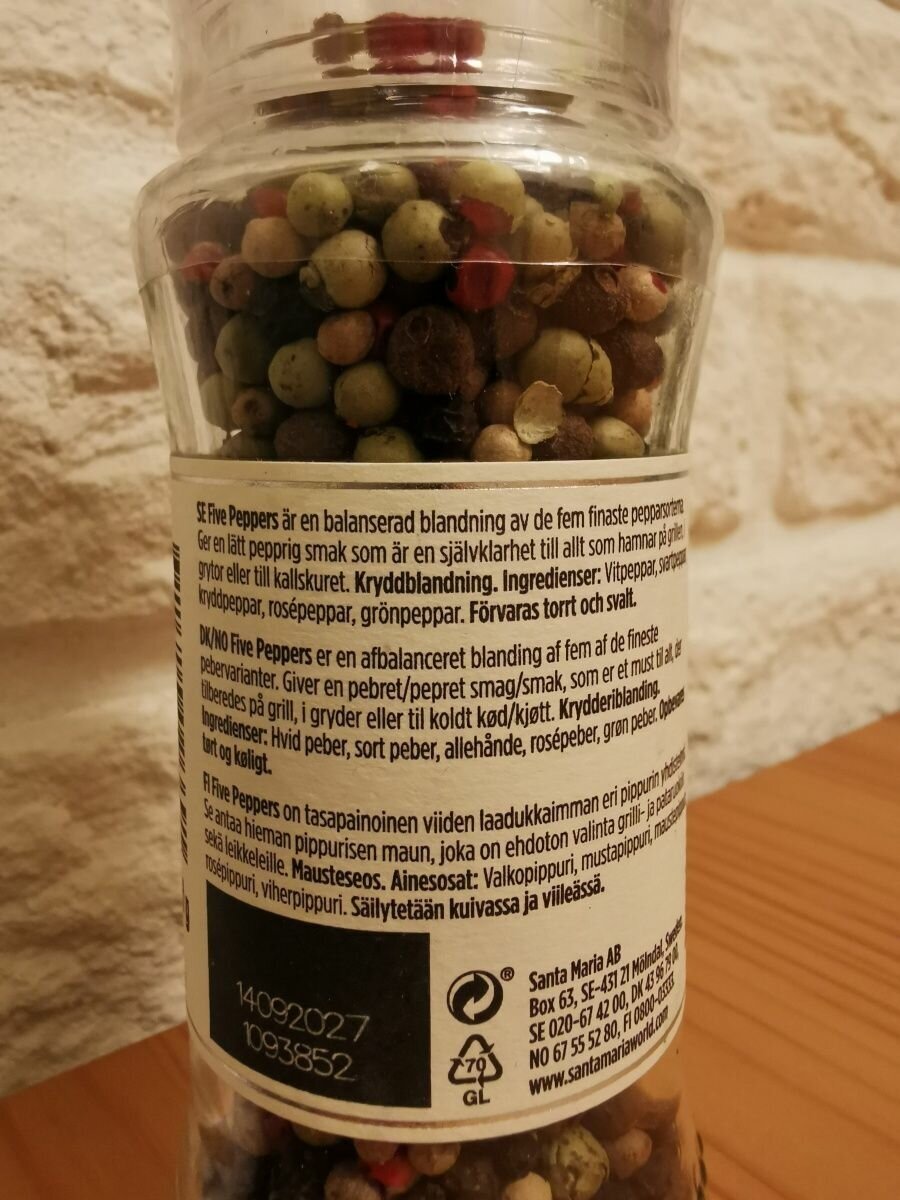 SE Five Peppers är en balanserad blandning av de fem finaste pepparsorterna.
Ger en lätt pepprig smak som är en självklarhet till allt som hamnar på grillen,
grytor eller till kallskuret. Kryddblandning. Ingredienser: Vitpeppar, svartpeppar,
kryddpeppar, rosépeppar, grönpeppar. Förvaras torrt och svalt.
DK/NO Five Peppers er en afbalanceret blanding af fem af de fineste
pebervarianter. Giver en pebret/pepret smag/smak, som er et must til alt, der
tilberedes på grill, i gryder eller til koldt kød/kjøtt. Krydderiblanding.
Ingredienser: Hvid peber, sort peber, allehånde, rosépeber, grøn peber.
tørt og køligt.
FI Five Peppers on tasapainoinen viiden laadukkaimman eri pippurin
Se antaa hieman pippurisen maun, joka on ehdoton valinta grilli- ja
sekä leikkeleille. Mausteseos. Ainesosat: Valkopippuri, mustapippuri,
rosépippuri, viherpippuri. Säilytetään kuivassa ja viileässä.
14092027
1093852
®
70
GL
Santa Maria AB
Box 63, SE-431 21 Mölndal, Sweden
SE 020-67 42 00, DK 43 96 79 00,
NO 67 55 52 80, FI 0800-05555
www.santamariaworld.com